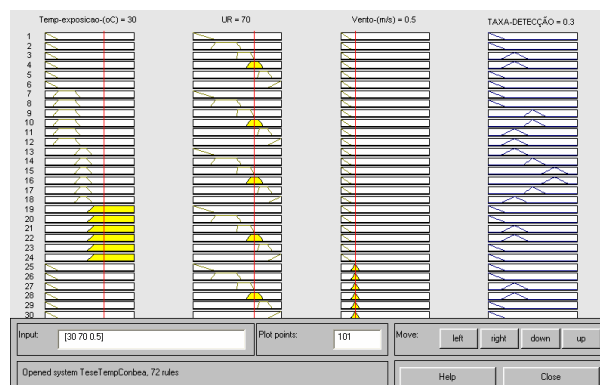 Temp-exposicao-(oC) = 30
UR = 70
Vento-(m/s) = 0.5
TAXA-DETECÇÃO = 0.3
1
2
3
4
5
6
7
8
9
10
11
12
13
14
15
16
17
18
19
20
21
22
23
24
25
26
27
28
29
30
Input:
[30 70 0.5]
Plot points:
101
Move:
left
right
down
up
Opened system TeseTempConbea, 72 rules
Help
Close